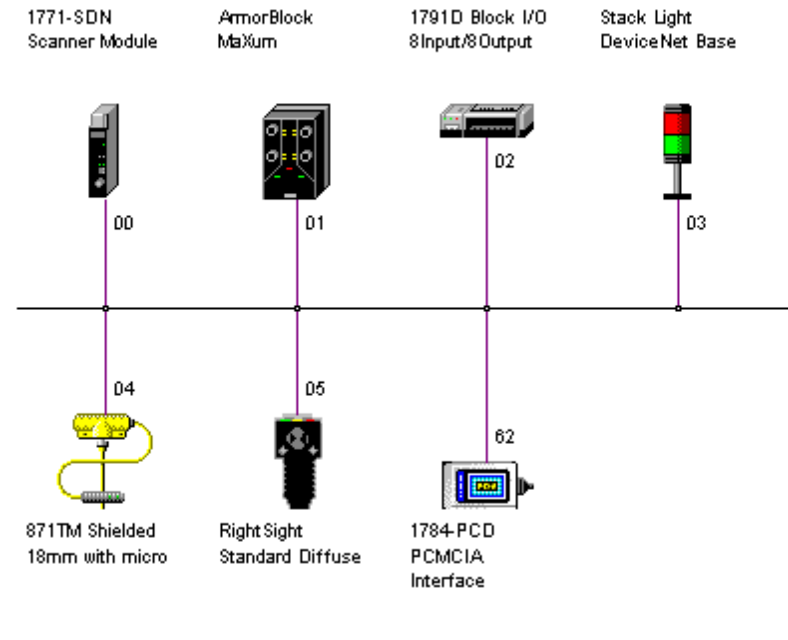 1771-SDN
Scanner Module
ArmorBlock
MaXum
1791D Block I/O
8Input/8Output
Stack Light
DeviceNet Base
00
01
02
03
04
05
62
871TM Shielded
18mm with micro
RightSight
Standard Diffuse
1784-PCD
PCMCIA
Interface